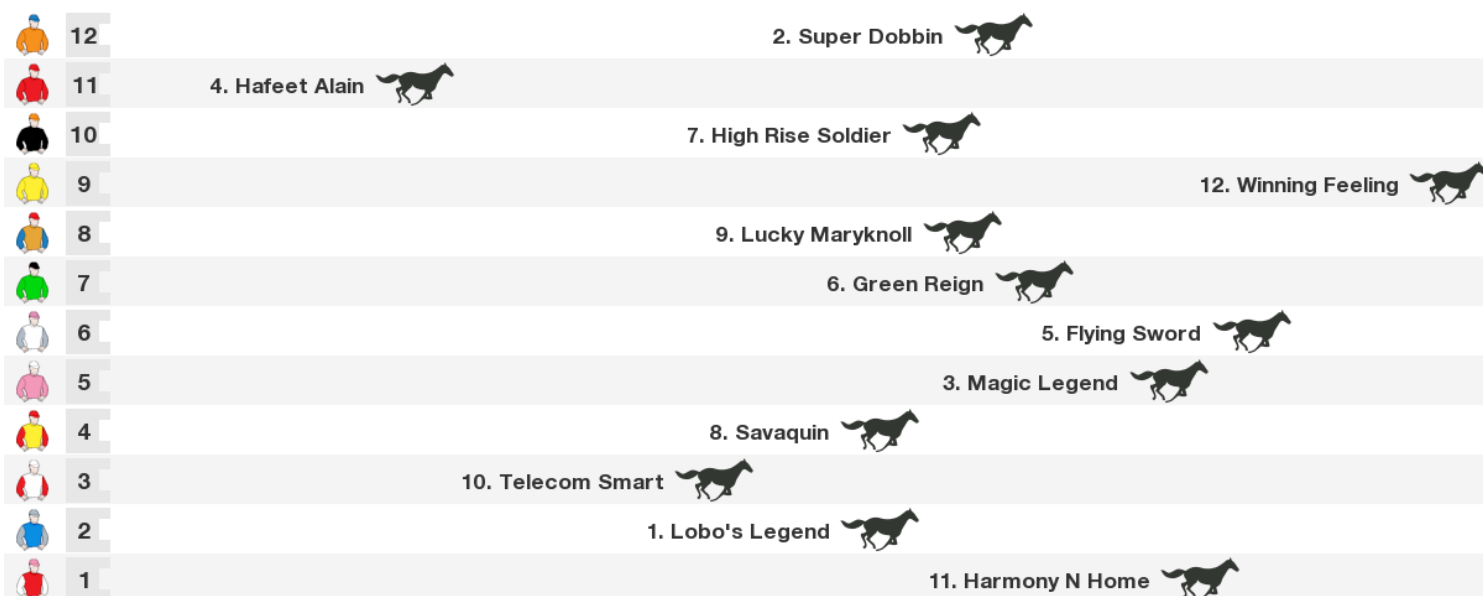 12 2. Super Dobbin
11 4. Hafeet Alain
10 7. High Rise Soldier
9 12. Winning Feeling
8 9. Lucky Maryknoll
7 6. Green Reign
6 5. Flying Sword
5 3. Magic Legend
4 8. Savaquin
3 10. Telecom Smart
2 1. Lobo's Legend
1 11. Harmony N Home